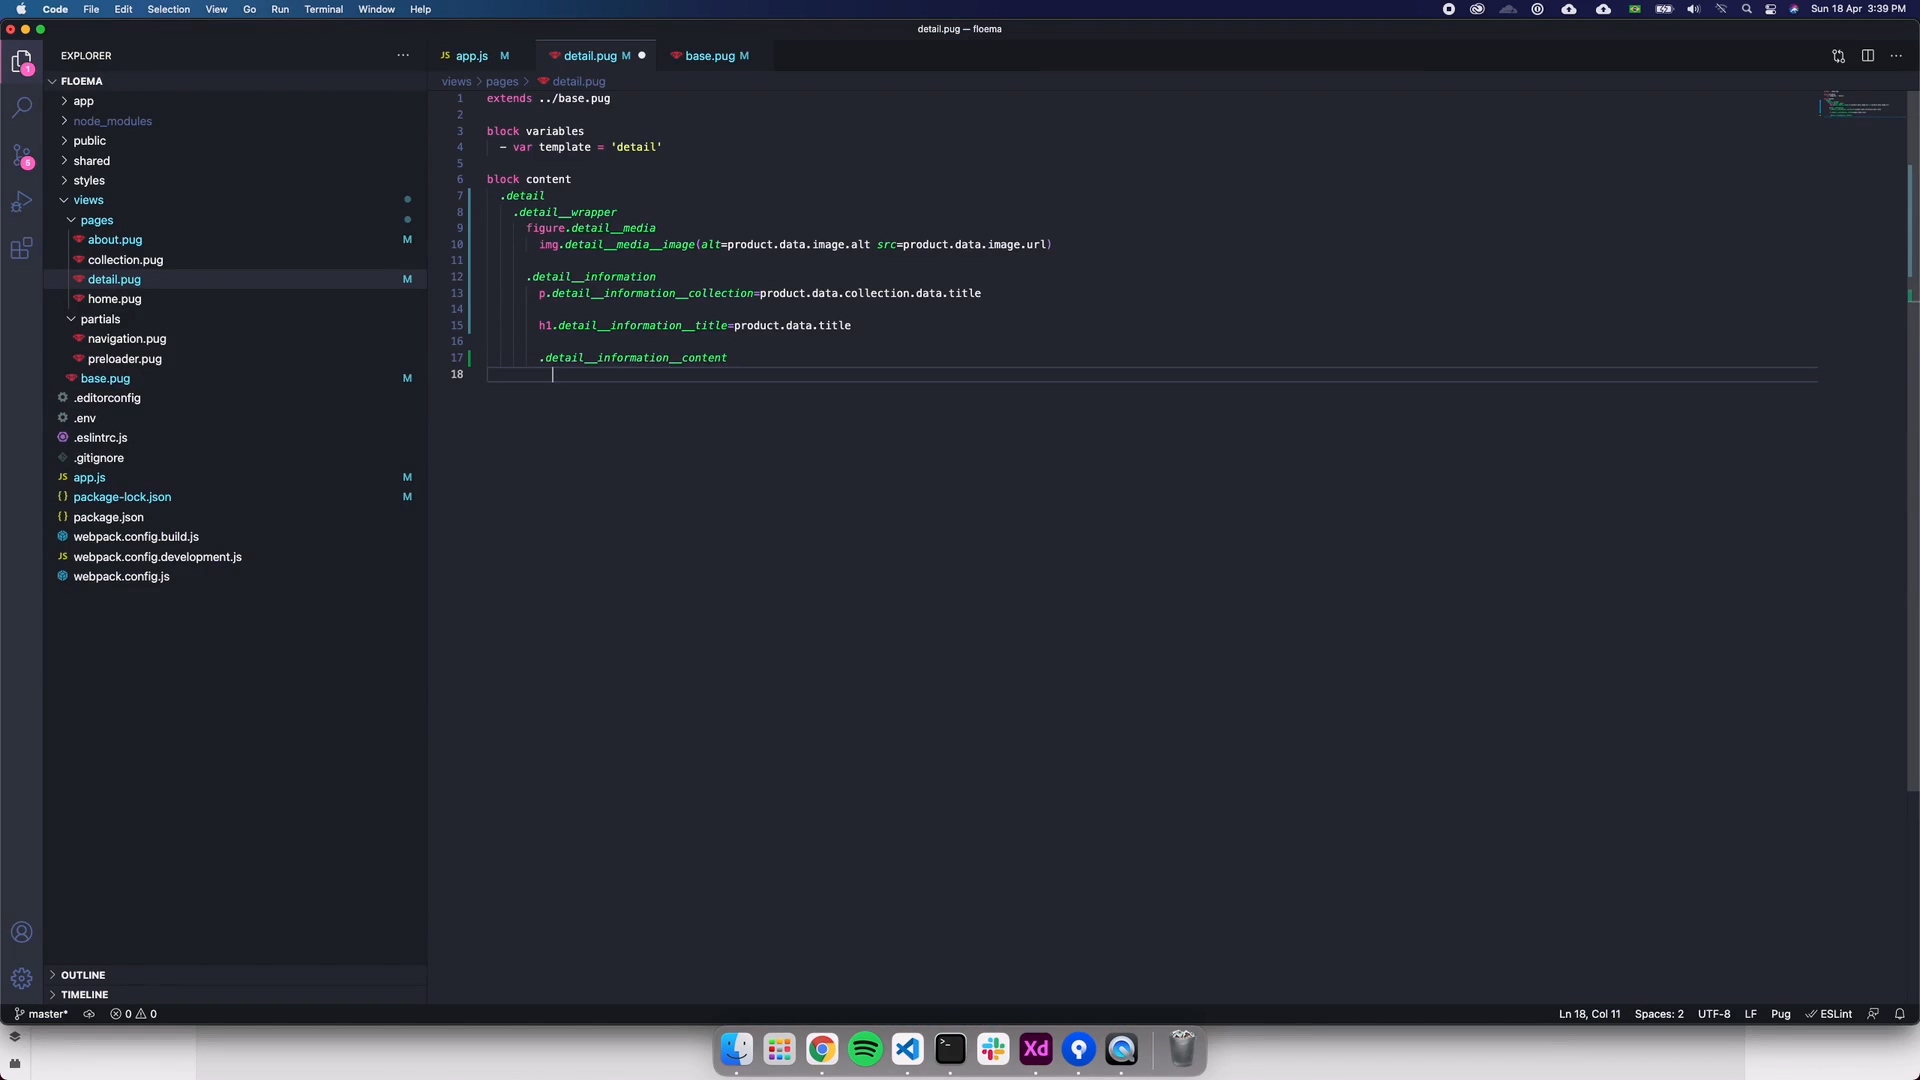 Code File Edit Selection View Go Run Terminal Window Help
Sun 18 Apr 3:39 PM
detail.pug — floema
EXPLORER
FLOEMA
app
node_modules
public
shared
styles
views
pages
about.pug M
collection.pug
detail.pug M
home.pug
partials
navigation.pug
preloader.pug
base.pug M
.editorconfig
.env
.eslintrc.js
.gitignore
JS app.js M
{} package-lock.json M
{} package.json
webpack.config.build.js
JS webpack.config.development.js
webpack.config.js
OUTLINE
TIMELINE
1
5
JS app.js M
detail.pug M
base.pug M
views > pages > detail.pug
1 extends ../base.pug
2
3 block variables
4 - var template = 'detail'
5
6 block content
7 .detail
8 .detail__wrapper
9 figure.detail__media
10 img.detail__media__image(alt=product.data.image.alt src=product.data.image.url)
11
12 .detail__information
13 p.detail__information__collection=product.data.collection.data.title
14
15 h1.detail__information__title=product.data.title
16
17 .detail__information__content
18
master* 0 0
Ln 18, Col 11 Spaces: 2 UTF-8 LF Pug ESLint
>_
Xd